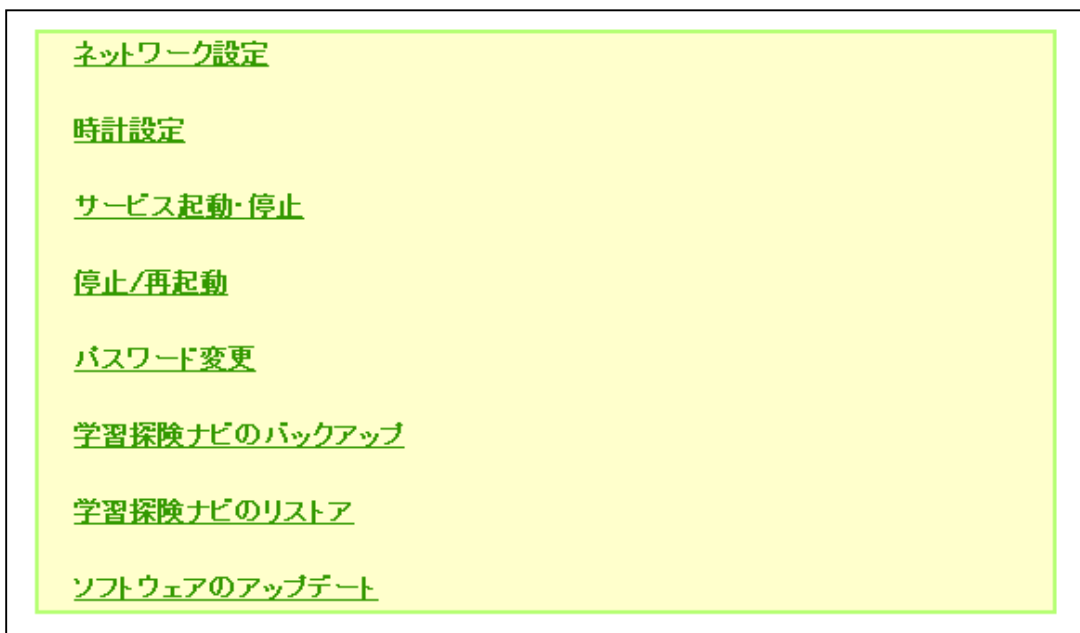 ネットワーク設定
時計設定
サービス起動・停止
停止/再起動
パスワード変更
学習探険ナビのバックアップ
学習探険ナビのリストア
ソフトウェアのアップデート